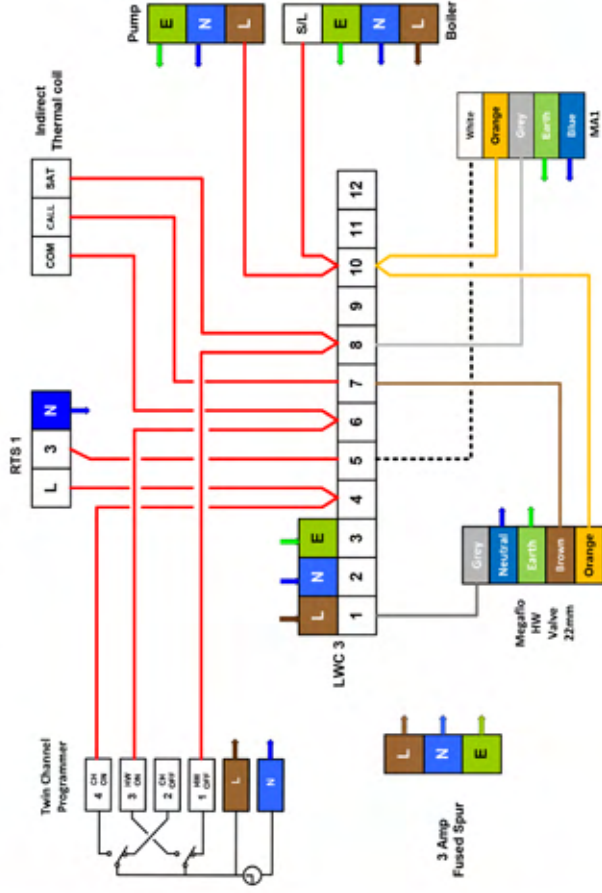 Pump
E
N
L
S/L
E
N
L
Boiler
Indirect
Thermal coil
COM
CALL
SAT
RTS 1
L
3
N
Twin Channel
Programmer
4 CH
ON
3 HW
ON
2 CH
OFF
1 HW
OFF
L
N
LWC 3
L
N
E
1
2
3
4
5
6
7
8
9
10
11
12
White
Orange
Grey
Earth
Blue
MA1
Grey
Neutral
Earth
Brown
Orange
Megaflo
HW
Valve
22mm
L
N
E
3 Amp
Fused Spur